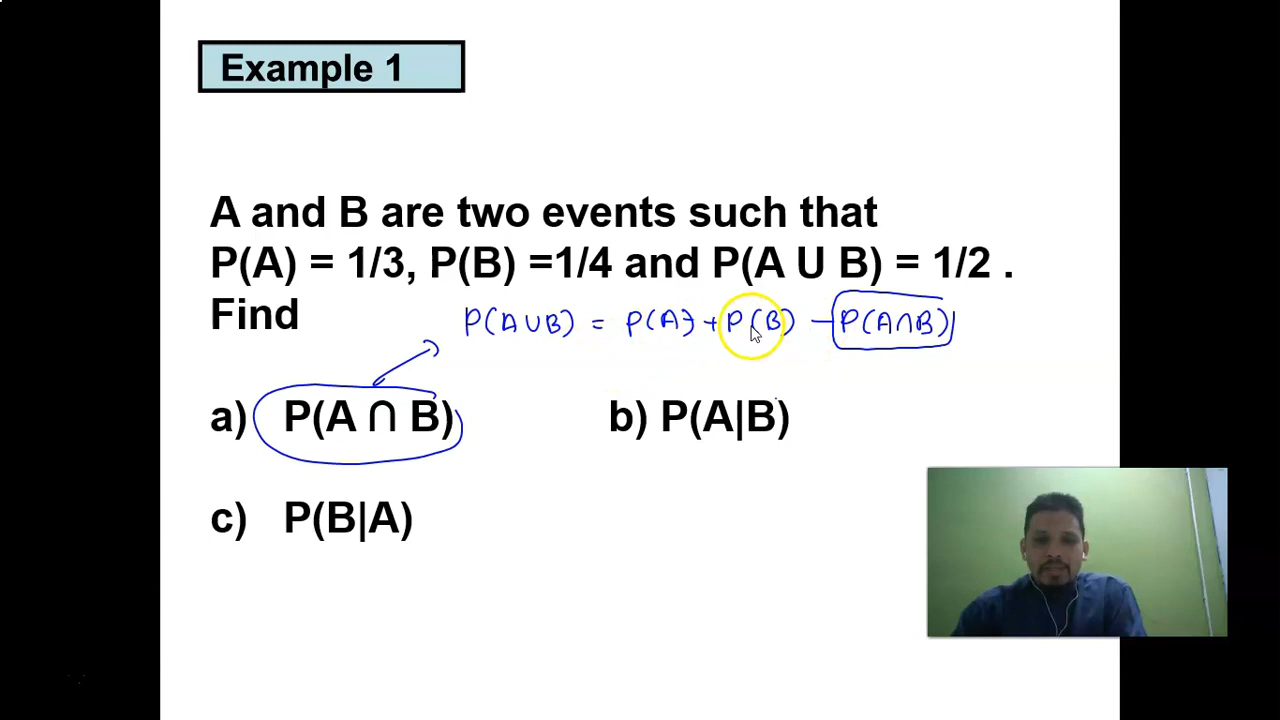 Example 1
A and B are two events such that
P(A) = 1/3, P(B) =1/4 and P(A U B) = 1/2 .
Find
P(A∪B) = P(A) + P(B) - P(A∩B)
a) P(A ∩ B) b) P(A|B)
c) P(B|A)